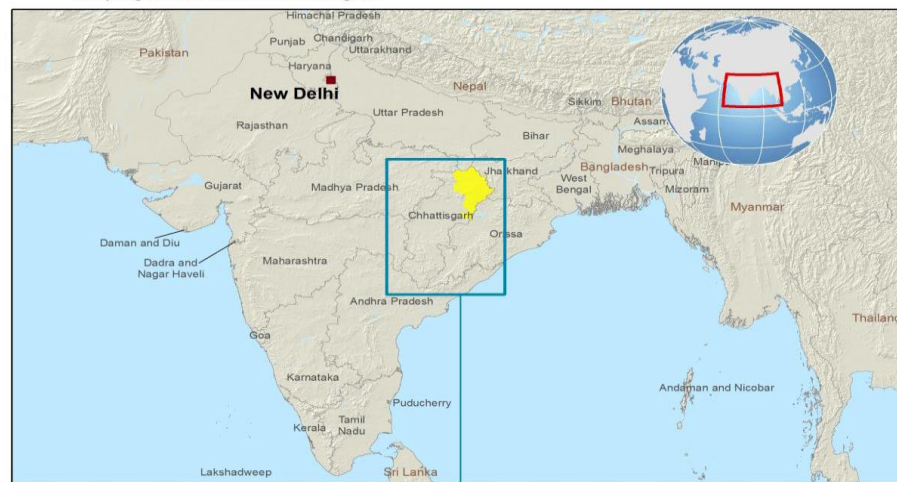 Himachal Pradesh
Pakistan
Punjab
Chandigarh
Uttarakhand
Haryana
New Delhi
Nepal
Sikkim
Bhutan
Uttar Pradesh
Assam
Rajasthan
Bihar
Meghalaya
Bangladesh
Tripura
Manip
Jharkhand
West
Bengal
Mizoram
Gujarat
Madhya Pradesh
Myanmar
Chhattisgarh
Daman and Diu
Orissa
Dadra and
Nagar Haveli
Maharashtra
Andhra Pradesh
Thailand
Goa
Karnataka
Andaman and Nicobar
Puducherry
Kerala
Tamil
Nadu
Lakshadweep
Sri Lanka